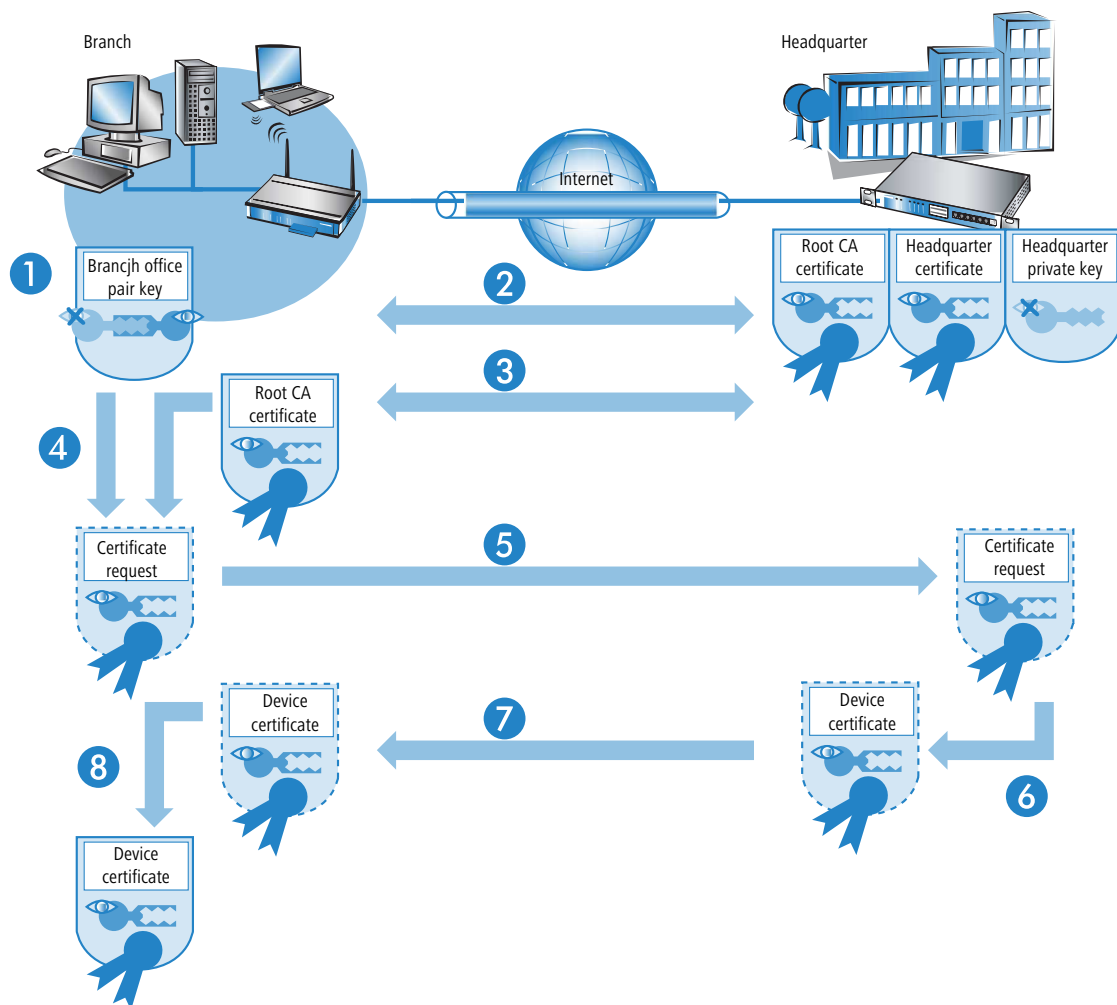 Branch
Headquarter
Internet
1
Brancjh office
pair key
2
Root CA
certificate
Headquarter
certificate
Headquarter
private key
3
Root CA
certificate
4
Certificate
request
5
Certificate
request
Device
certificate
7
Device
certificate
8
6
Device
certificate